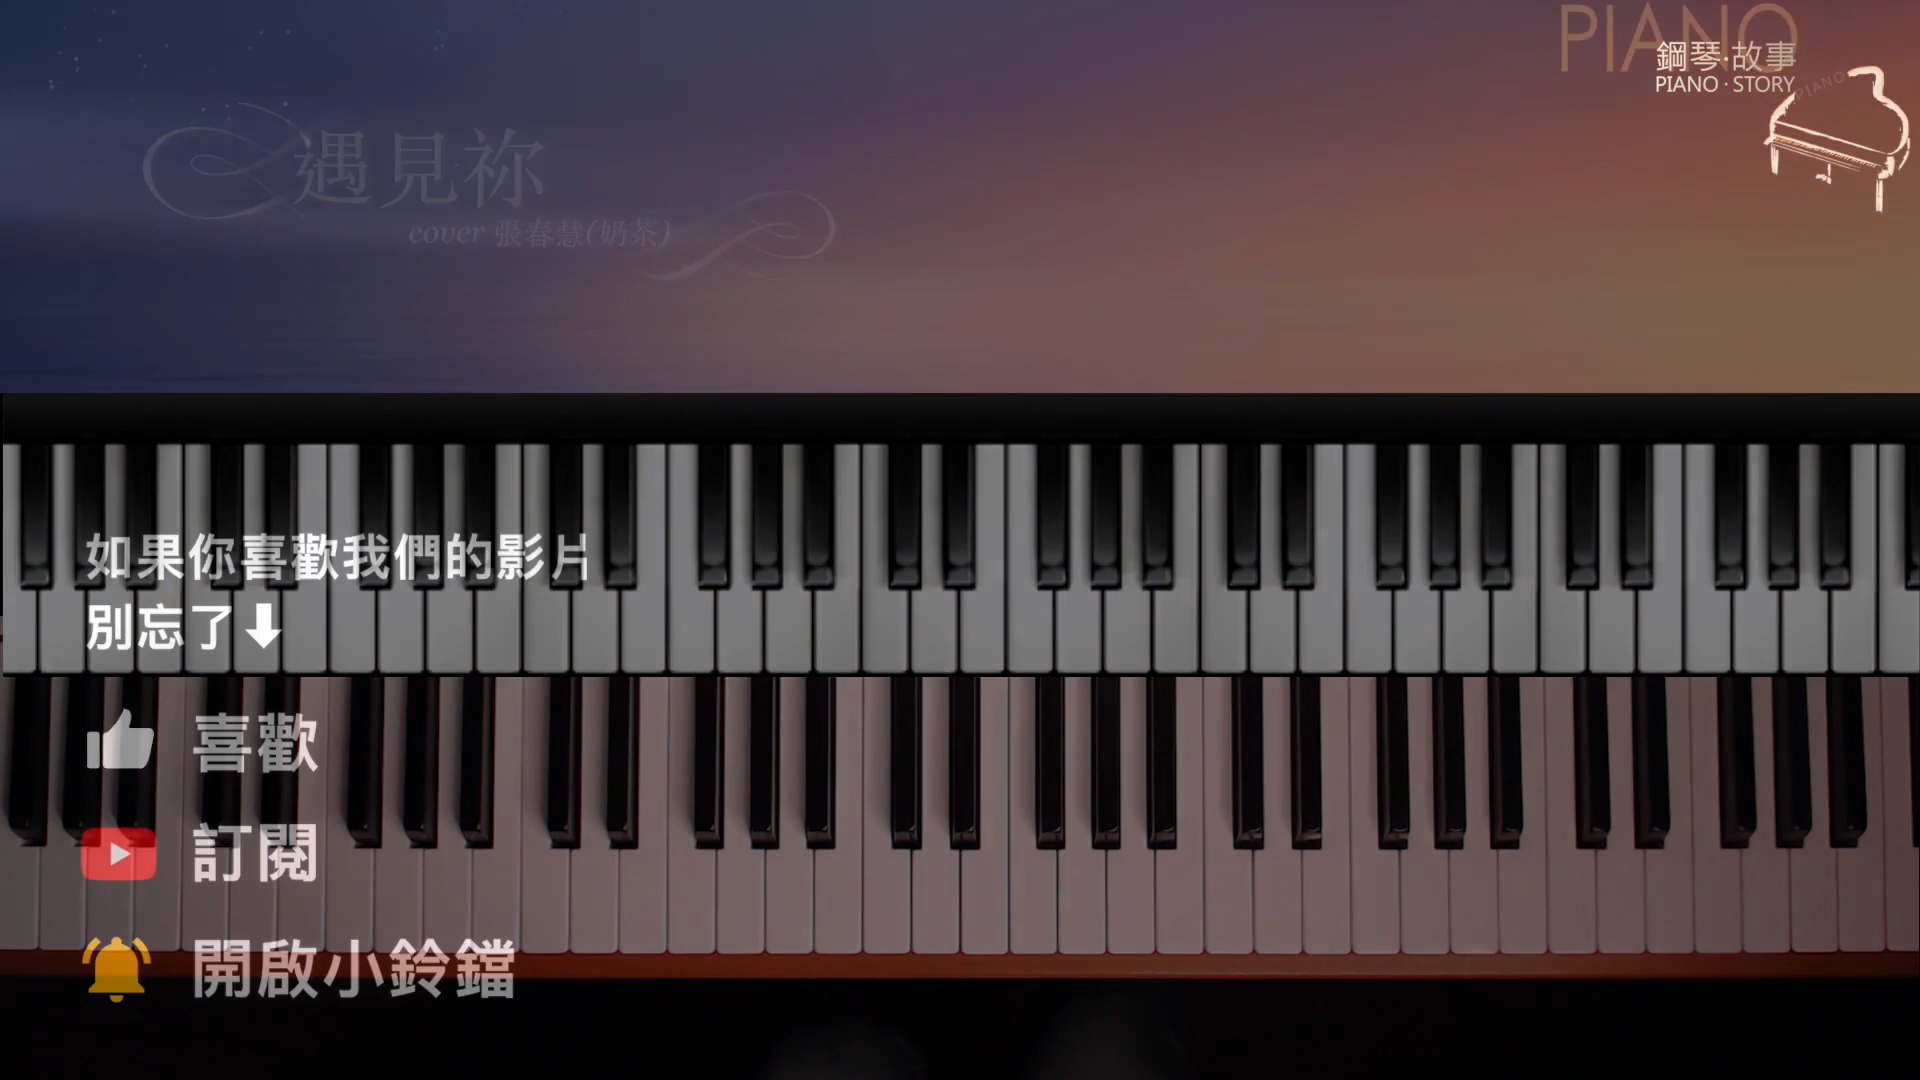 PIANO
鋼琴·故事
PIANO · STORY
PIANO
遇見祢
cover 張春慧(奶茶)
如果你喜歡我們的影片
別忘了⬇
喜歡
訂閱
開啟小鈴鐺